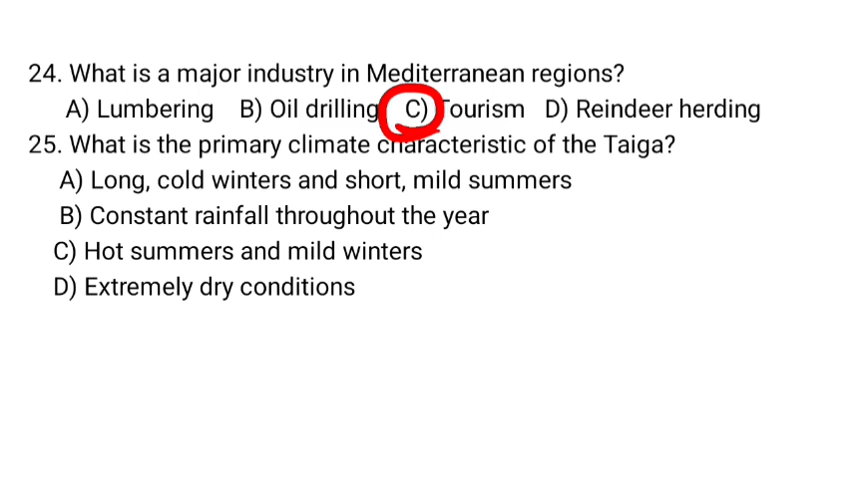 24. What is a major industry in Mediterranean regions?
A) Lumbering B) Oil drilling C) Tourism D) Reindeer herding
25. What is the primary climate characteristic of the Taiga?
A) Long, cold winters and short, mild summers
B) Constant rainfall throughout the year
C) Hot summers and mild winters
D) Extremely dry conditions